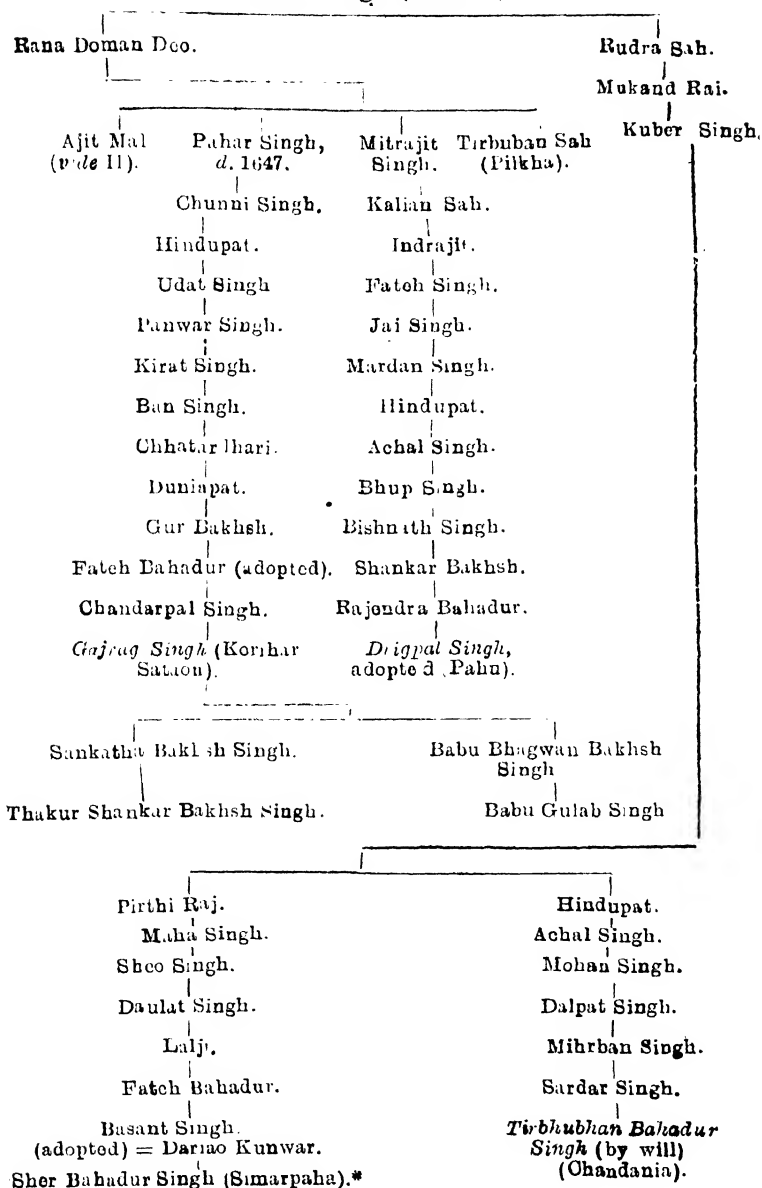 Rana Doman Deo. Rudra Sah.
Mukand Rai.
Kuber Singh.
Ajit Mal Pahar Singh, Mitrajit Tirbuban Sah
(vide II). d. 1647. Singh. (Pilkha).
Chunni Singh. Kalian Sah.
Hindupat. Indrajit.
Udat Singh Fateh Singh.
Panwar Singh. Jai Singh.
Kirat Singh. Mardan Singh.
Ban Singh. Hindupat.
Chhatardhari. Achal Singh.
Duniapat. Bhup Singh.
Gur Bakhsh. Bishnath Singh.
Fateh Bahadur (adopted). Shankar Bakhsh.
Chandarpal Singh. Rajendra Bahadur.
Gajrag Singh (Korihar Drigpal Singh,
Sataon). adopted (Pahu).
Sankatha Bakhsh Singh. Babu Bhagwan Bakhsh
Singh
Thakur Shankar Bakhsh Singh. Babu Gulab Singh
Pirthi Raj. Hindupat.
Maha Singh. Achal Singh.
Sheo Singh. Mohan Singh.
Daulat Singh. Dalpat Singh.
Lalji. Mihrban Singh.
Fateh Bahadur. Sardar Singh.
Basant Singh. Tirbhubhan Bahadur
(adopted) = Dariao Kunwar. Singh (by will)
(Chandania).
Sher Bahadur Singh (Simarpaha).*